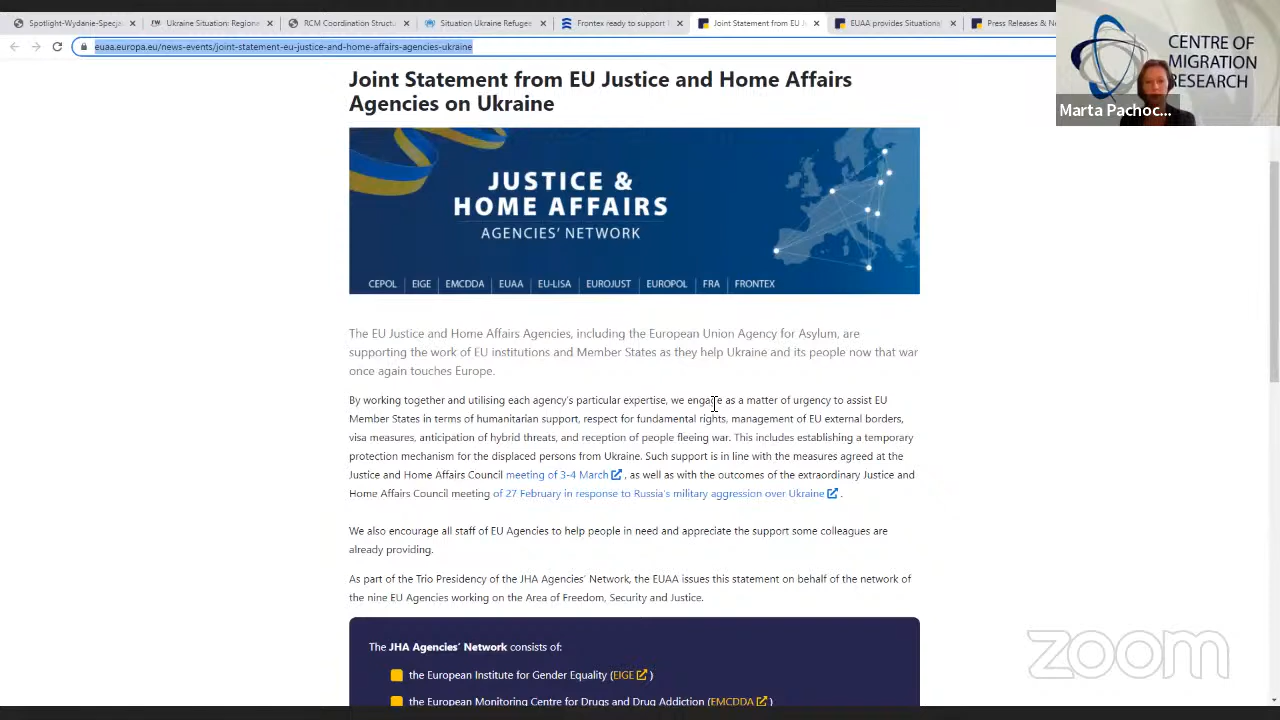 Spotlight-Wydanie-Specja
Ukraine Situation: Regiona
RCM Coordination Structu
Situation Ukraine Refugee
Frontex ready to support
Joint Statement from EU J
EUAA provides Situational
Press Releases & N
euaa.europa.eu/news-events/joint-statement-eu-justice-and-home-affairs-agencies-ukraine
CENTRE OF
MIGRATION
RESEARCH
Marta Pachoc...
Joint Statement from EU Justice and Home Affairs
Agencies on Ukraine
JUSTICE &
HOME AFFAIRS
AGENCIES' NETWORK
CEPOL | EIGE | EMCDDA | EUAA | EU-LISA | EUROJUST | EUROPOL | FRA | FRONTEX
The EU Justice and Home Affairs Agencies, including the European Union Agency for Asylum, are
supporting the work of EU institutions and Member States as they help Ukraine and its people now that war
once again touches Europe.
By working together and utilising each agency's particular expertise, we engage as a matter of urgency to assist EU
Member States in terms of humanitarian support, respect for fundamental rights, management of EU external borders,
visa measures, anticipation of hybrid threats, and reception of people fleeing war. This includes establishing a temporary
protection mechanism for the displaced persons from Ukraine. Such support is in line with the measures agreed at the
Justice and Home Affairs Council meeting of 3-4 March , as well as with the outcomes of the extraordinary Justice and
Home Affairs Council meeting of 27 February in response to Russia's military aggression over Ukraine .
We also encourage all staff of EU Agencies to help people in need and appreciate the support some colleagues are
already providing.
As part of the Trio Presidency of the JHA Agencies' Network, the EUAA issues this statement on behalf of the network of
the nine EU Agencies working on the Area of Freedom, Security and Justice.
The JHA Agencies' Network consists of:
the European Institute for Gender Equality (EIGE )
the European Monitoring Centre for Drugs and Drug Addiction (EMCDDA )
zoom